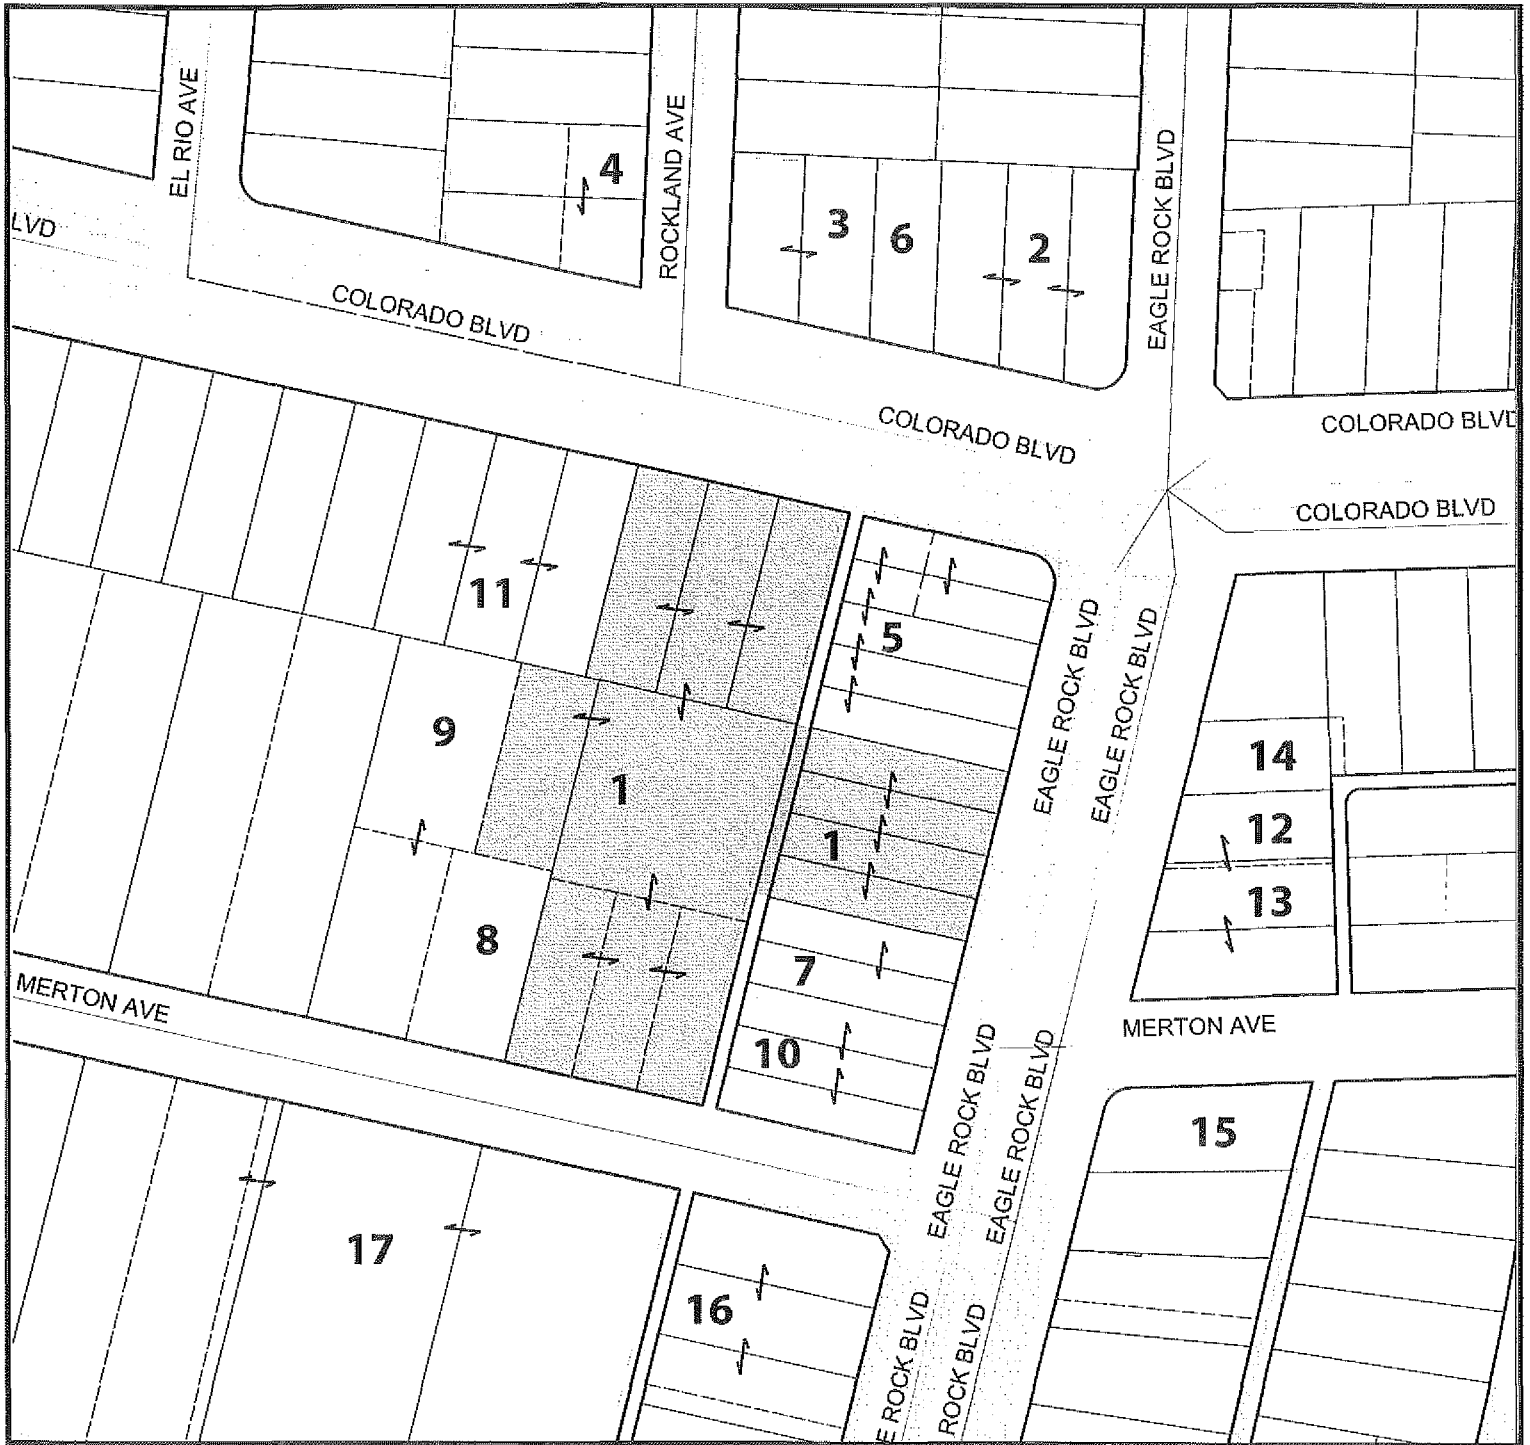 EL RIO AVE
ROCKLAND AVE
EAGLE ROCK BLVD
4
3
6
2
LVD
COLORADO BLVD
COLORADO BLVD
COLORADO BLVD
COLORADO BLVD
11
5
EAGLE ROCK BLVD
EAGLE ROCK BLVD
9
1
1
14
12
13
8
7
10
MERTON AVE
MERTON AVE
EAGLE ROCK BLVD
EAGLE ROCK BLVD
15
17
16
E ROCK BLVD
ROCK BLVD